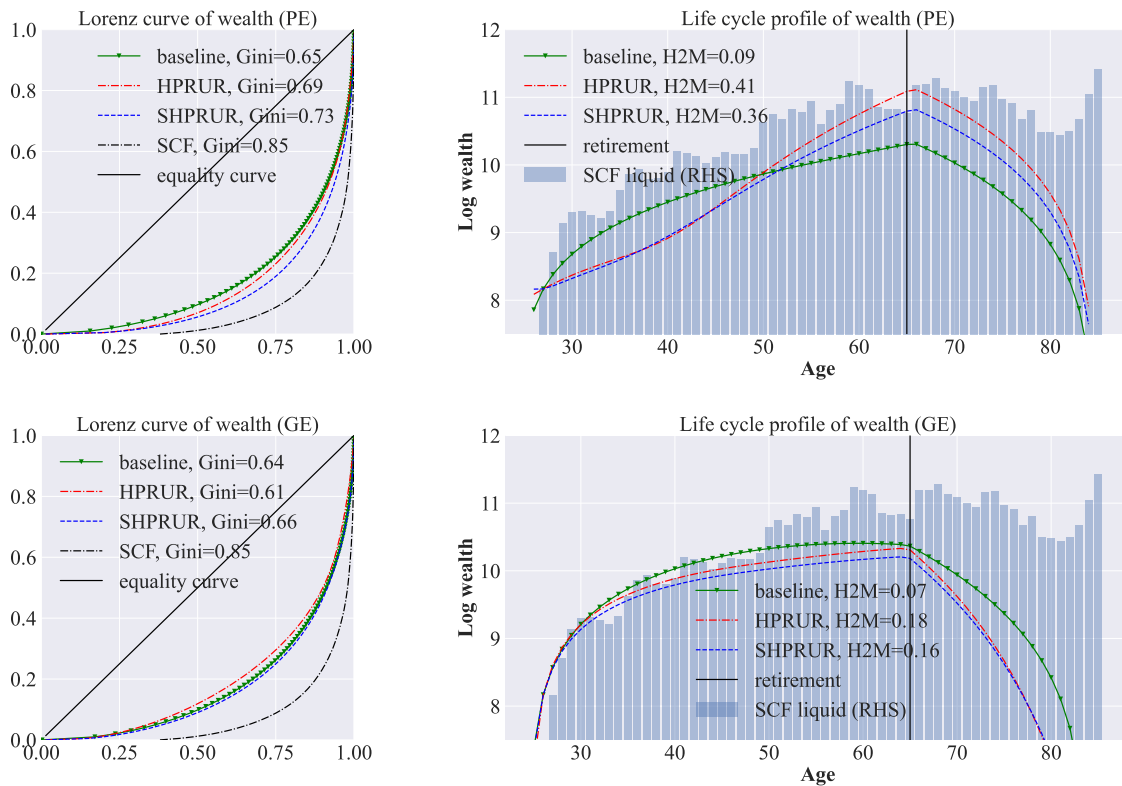 Lorenz curve of wealth (PE)
1.0
0.8
0.6
0.4
0.2
0.0
0.00
0.25
0.50
0.75
1.00
baseline, Gini=0.65
HPRUR, Gini=0.69
SHPRUR, Gini=0.73
SCF, Gini=0.85
equality curve
Life cycle profile of wealth (PE)
Log wealth
12
11
10
9
8
30
40
50
60
70
80
Age
baseline, H2M=0.09
HPRUR, H2M=0.41
SHPRUR, H2M=0.36
retirement
SCF liquid (RHS)
Lorenz curve of wealth (GE)
1.0
0.8
0.6
0.4
0.2
0.0
0.00
0.25
0.50
0.75
1.00
baseline, Gini=0.64
HPRUR, Gini=0.61
SHPRUR, Gini=0.66
SCF, Gini=0.85
equality curve
Life cycle profile of wealth (GE)
Log wealth
12
11
10
9
8
30
40
50
60
70
80
Age
baseline, H2M=0.07
HPRUR, H2M=0.18
SHPRUR, H2M=0.16
retirement
SCF liquid (RHS)